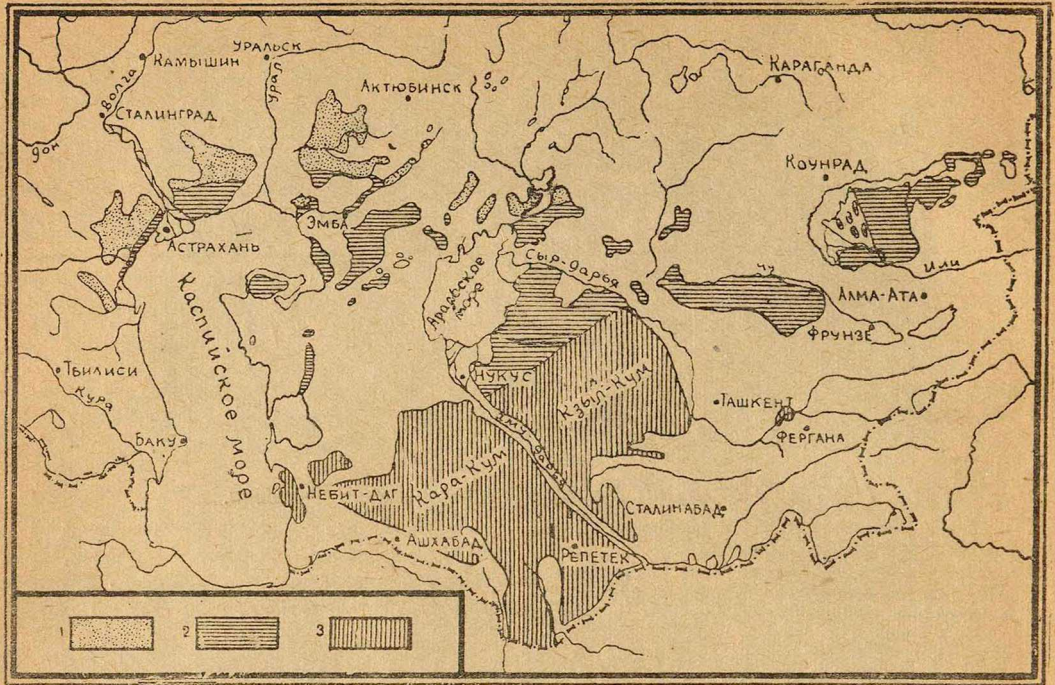 Уральск
Камышин
Волга
Урал
Актюбинск
Караганда
Сталинград
Дон
Коунрад
Эмба
Астрахань
Сыр-Дарья
Чу
Или
Каспийское море
Аральское
море
Алма-Ата
Фрунзе
Тбилиси
Нукус
Кзыл-Кум
Кура
Ташкент
Баку
Фергана
Аму-Дарья
Кара-Кум
Небит-Даг
Сталинабад
Ашхабад
Репетек
1
2
3